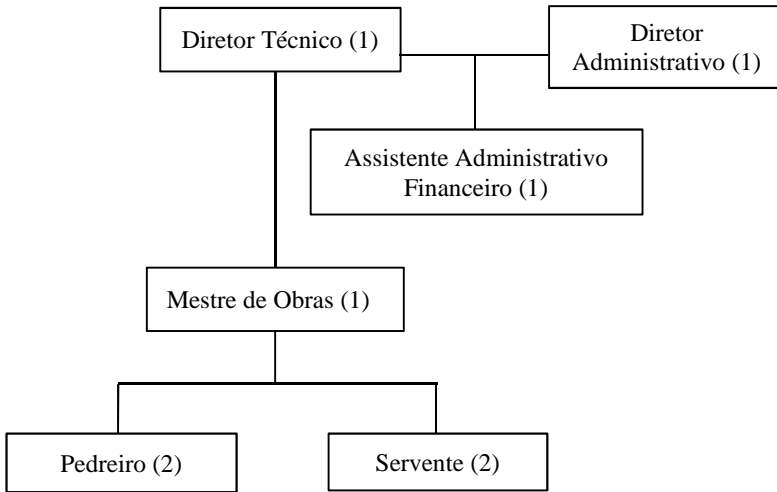 Diretor Técnico (1)
Diretor
Administrativo (1)
Assistente Administrativo
Financeiro (1)
Mestre de Obras (1)
Pedreiro (2)
Servente (2)